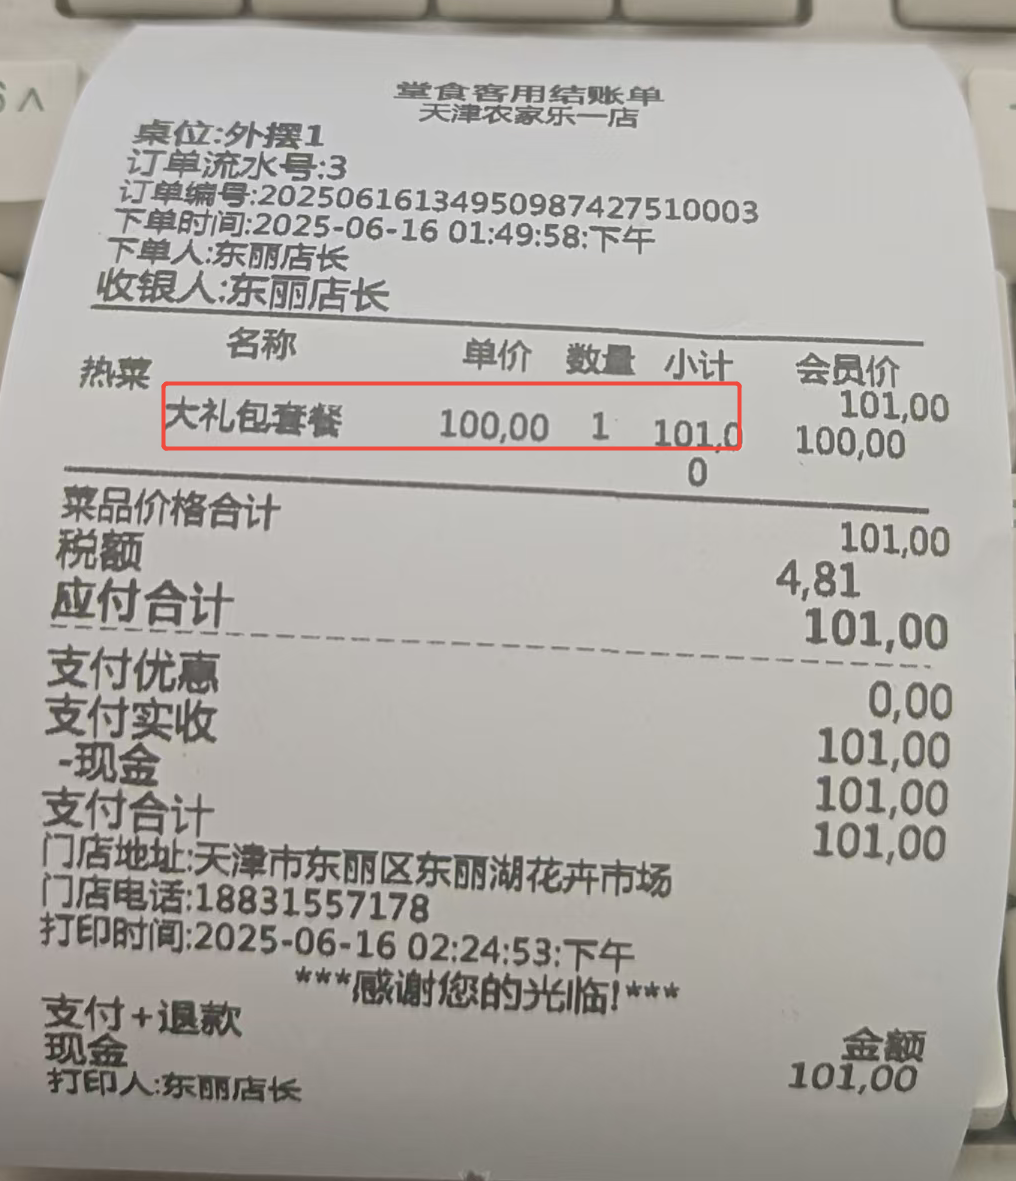 堂食客用结账单
天津农家乐一店
桌位:外摆1
订单流水号:3
订单编号:20250616134950987427510003
下单时间:2025-06-16 01:49:58:下午
下单人:东丽店长
收银人:东丽店长
名称 单价 数量 小计 会员价
热菜 101,00
大礼包套餐 100,00 1 101,0 100,00
0
菜品价格合计 101,00
税额 4,81
应付合计 101,00
支付优惠 0,00
支付实收 101,00
-现金 101,00
支付合计 101,00
门店地址:天津市东丽区东丽湖花卉市场
门店电话:18831557178
打印时间:2025-06-16 02:24:53:下午
***感谢您的光临!***
支付+退款 金额
现金 101,00
打印人:东丽店长